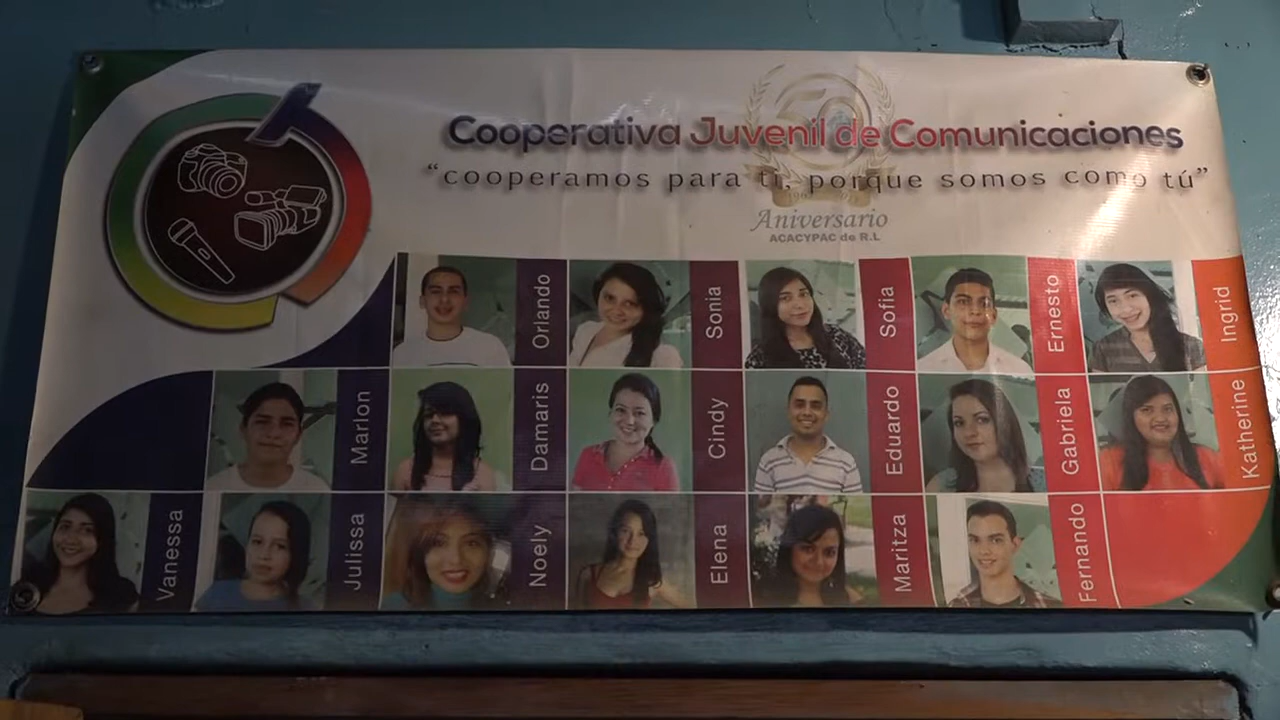 Cooperativa Juvenil de Comunicaciones
"cooperamos para ti, porque somos como tú"
50
Aniversario
ACACYPAC de R.L
Orlando
Sonia
Sofia
Ernesto
Ingrid
Marlon
Damaris
Cindy
Eduardo
Gabriela
Katherine
Vanessa
Julissa
Noely
Elena
Maritza
Fernando